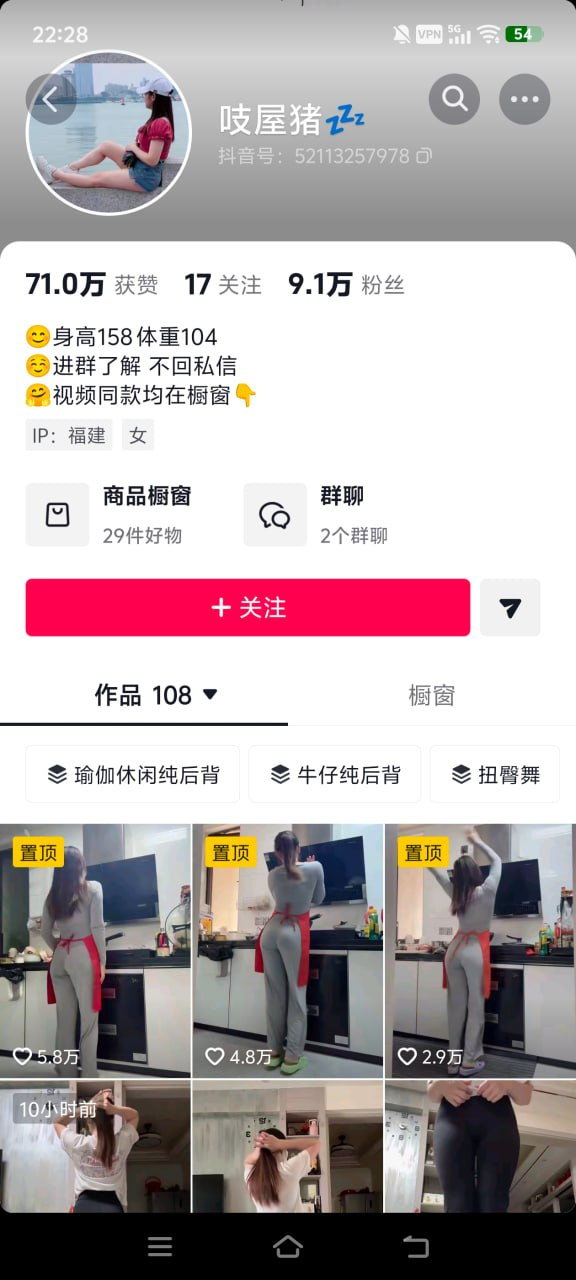 22:28
VPN 5G 54
吱屋猪💤
抖音号：52113257978
71.0万 获赞 17 关注 9.1万 粉丝
😊身高158体重104
☺️进群了解 不回私信
🤗视频同款均在橱窗👇
IP：福建 女
商品橱窗 群聊
29件好物 2个群聊
+ 关注
作品 108 ▼ 橱窗
瑜伽休闲纯后背 牛仔纯后背 扭臀舞
置顶 置顶 置顶
5.8万 4.8万 2.9万
10小时前